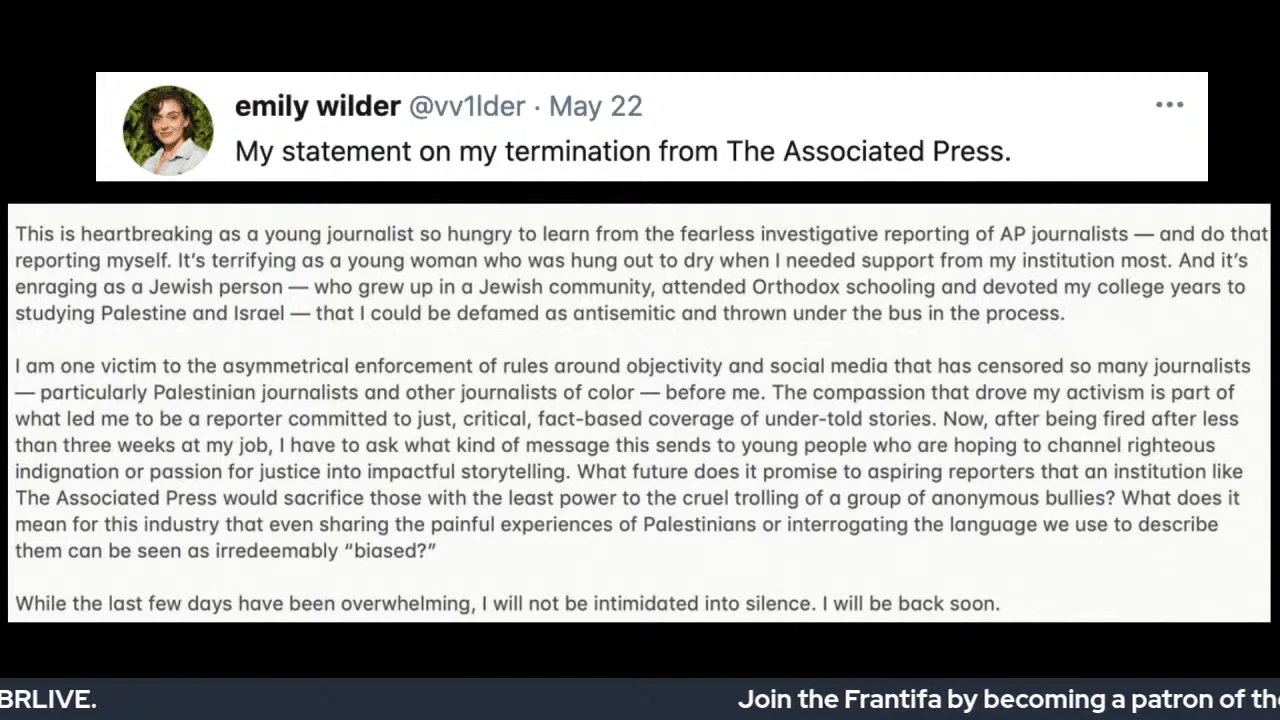 emily wilder @vv1lder · May 22
My statement on my termination from The Associated Press.
This is heartbreaking as a young journalist so hungry to learn from the fearless investigative reporting of AP journalists — and do that
reporting myself. It's terrifying as a young woman who was hung out to dry when I needed support from my institution most. And it's
enraging as a Jewish person — who grew up in a Jewish community, attended Orthodox schooling and devoted my college years to
studying Palestine and Israel — that I could be defamed as antisemitic and thrown under the bus in the process.
I am one victim to the asymmetrical enforcement of rules around objectivity and social media that has censored so many journalists
— particularly Palestinian journalists and other journalists of color — before me. The compassion that drove my activism is part of
what led me to be a reporter committed to just, critical, fact-based coverage of under-told stories. Now, after being fired after less
than three weeks at my job, I have to ask what kind of message this sends to young people who are hoping to channel righteous
indignation or passion for justice into impactful storytelling. What future does it promise to aspiring reporters that an institution like
The Associated Press would sacrifice those with the least power to the cruel trolling of a group of anonymous bullies? What does it
mean for this industry that even sharing the painful experiences of Palestinians or interrogating the language we use to describe
them can be seen as irredeemably “biased?”
While the last few days have been overwhelming, I will not be intimidated into silence. I will be back soon.
BRLIVE. Join the Frantifa by becoming a patron of the